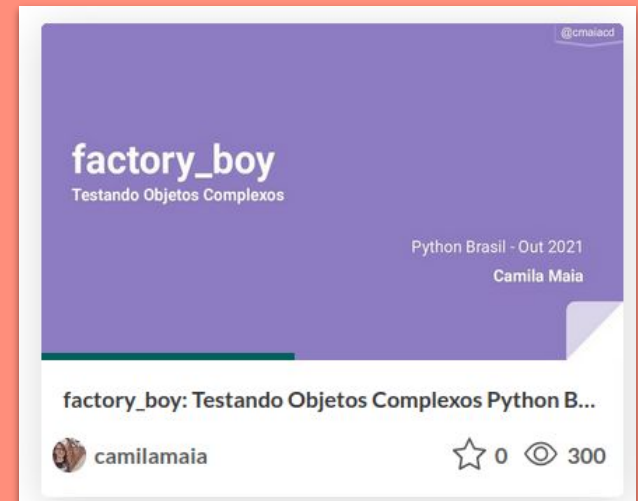 @cmaiacd
factory_boy
Testando Objetos Complexos
Python Brasil - Out 2021
Camila Maia
factory_boy: Testando Objetos Complexos Python B...
camilamaia
0
300